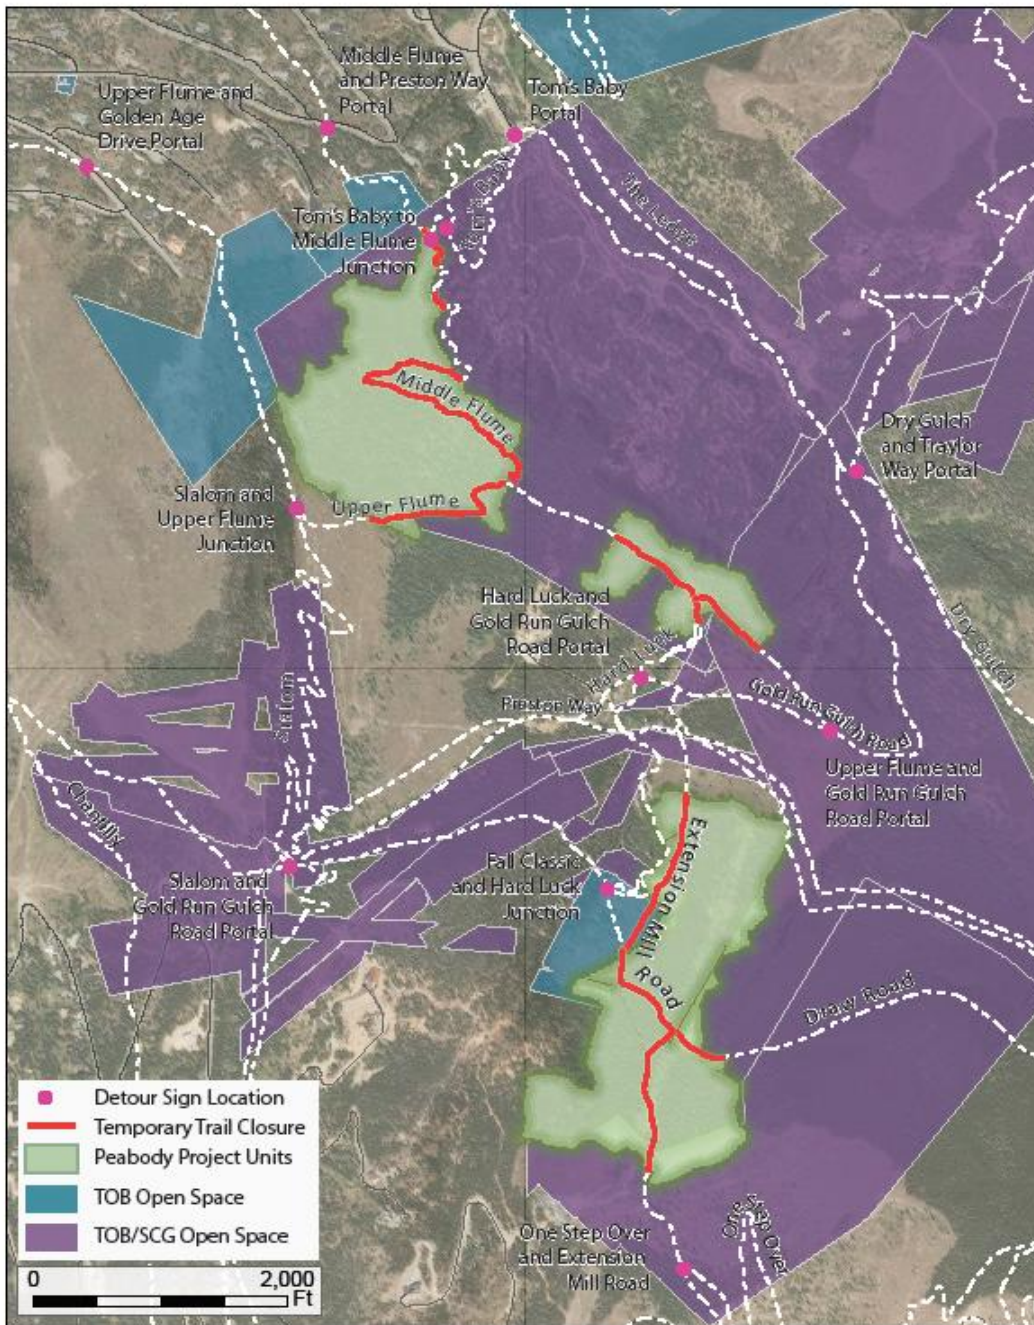 Middle Flume
and Preston Way
Portal
Tom's Baby
Portal
Upper Flume and
Golden Age
Drive Portal
Tom's Baby
The Ledge
Tom's Baby to
Middle Flume
Junction
Middle Flume
Dry Gulch
and Traylor
Way Portal
Upper Flume
Slalom and
Upper Flume
Junction
Hard Luck and
Gold Run Gulch
Road Portal
Dry Gulch
Hard Luck
Slalom
Preston Way
Gold Run Gulch Road
Upper Flume and
Gold Run Gulch
Road Portal
Chantilly
Extension Mill Road
Slalom and
Gold Run Gulch
Road Portal
Fall Classic
and Hard Luck
Junction
Draw Road
One Step Over
and Extension
Mill Road
One Step Over
Detour Sign Location
Temporary Trail Closure
Peabody Project Units
TOB Open Space
TOB/SCG Open Space
0 2,000
Ft